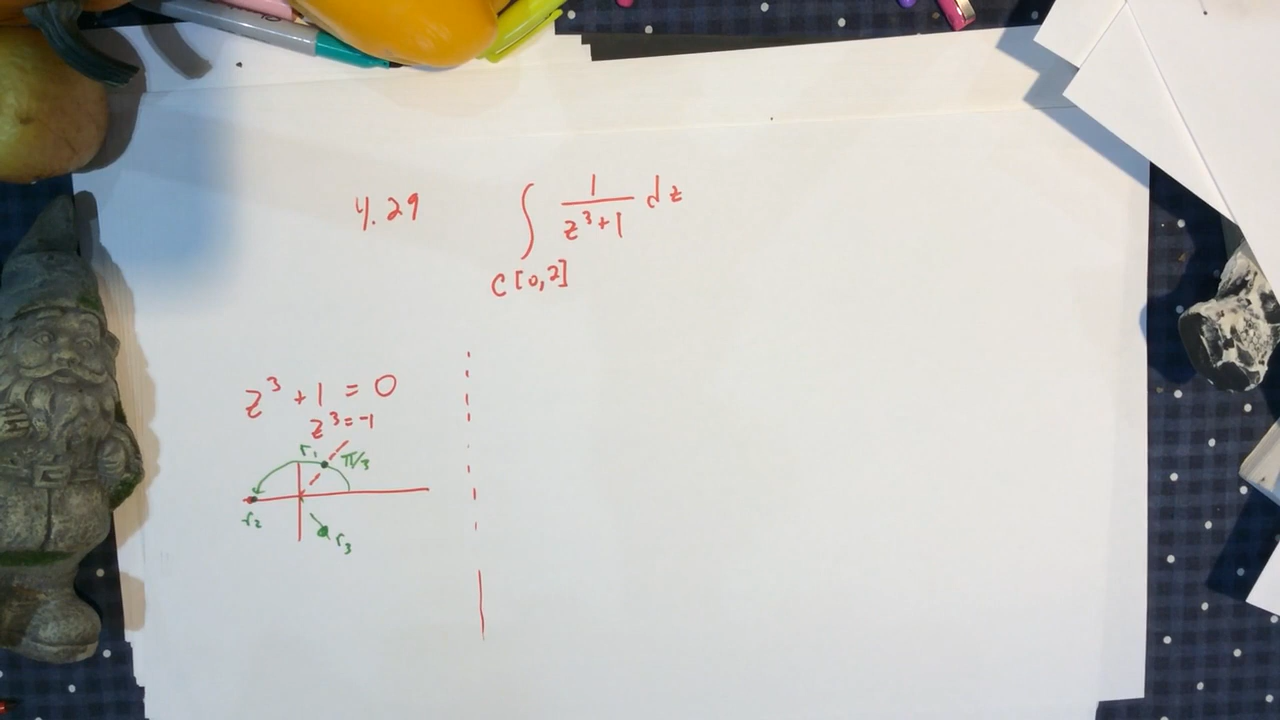 4.29 ∫ 1/(z³+1) dz
C[0,2]
z³ + 1 = 0
z³ = -1
r₁ π/3
r₂
r₃